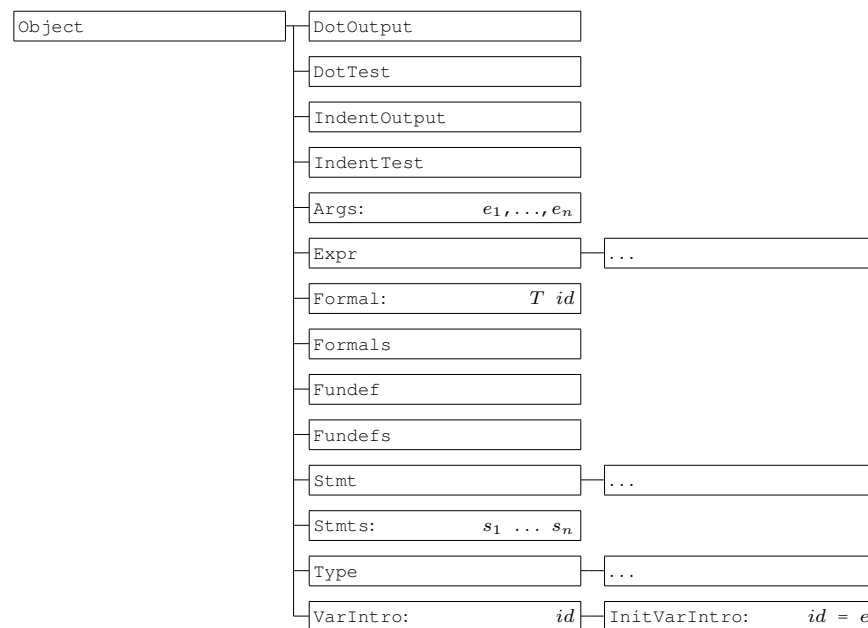 Object DotOutput
DotTest
IndentOutput
IndentTest
Args: e₁,...,eₙ
Expr ...
Formal: T id
Formals
Fundef
Fundefs
Stmt ...
Stmts: s₁ ... sₙ
Type ...
VarIntro: id InitVarIntro: id = e